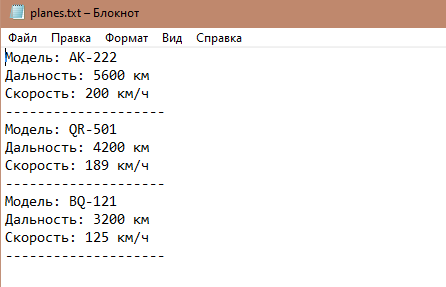 planes.txt – Блокнот
Файл Правка Формат Вид Справка
Модель: AK-222
Дальность: 5600 км
Скорость: 200 км/ч
--------------------
Модель: QR-501
Дальность: 4200 км
Скорость: 189 км/ч
--------------------
Модель: BQ-121
Дальность: 3200 км
Скорость: 125 км/ч
--------------------